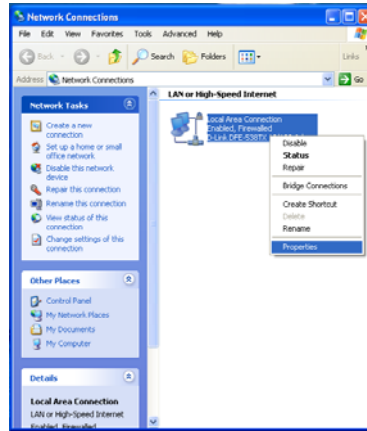 Network Connections
File Edit View Favorites Tools Advanced Help
Back Search Folders Links
Address Network Connections Go
Network Tasks
Create a new
connection
Set up a home or small
office network
Disable this network
device
Repair this connection
Rename this connection
View status of this
connection
Change settings of this
connection
Other Places
Control Panel
My Network Places
My Documents
My Computer
Details
Local Area Connection
LAN or High-Speed Internet
Enabled, Firewalled
LAN or High-Speed Internet
Local Area Connection
Enabled, Firewalled
D-Link DFE-538TX
Disable
Status
Repair
Bridge Connections
Create Shortcut
Delete
Rename
Properties